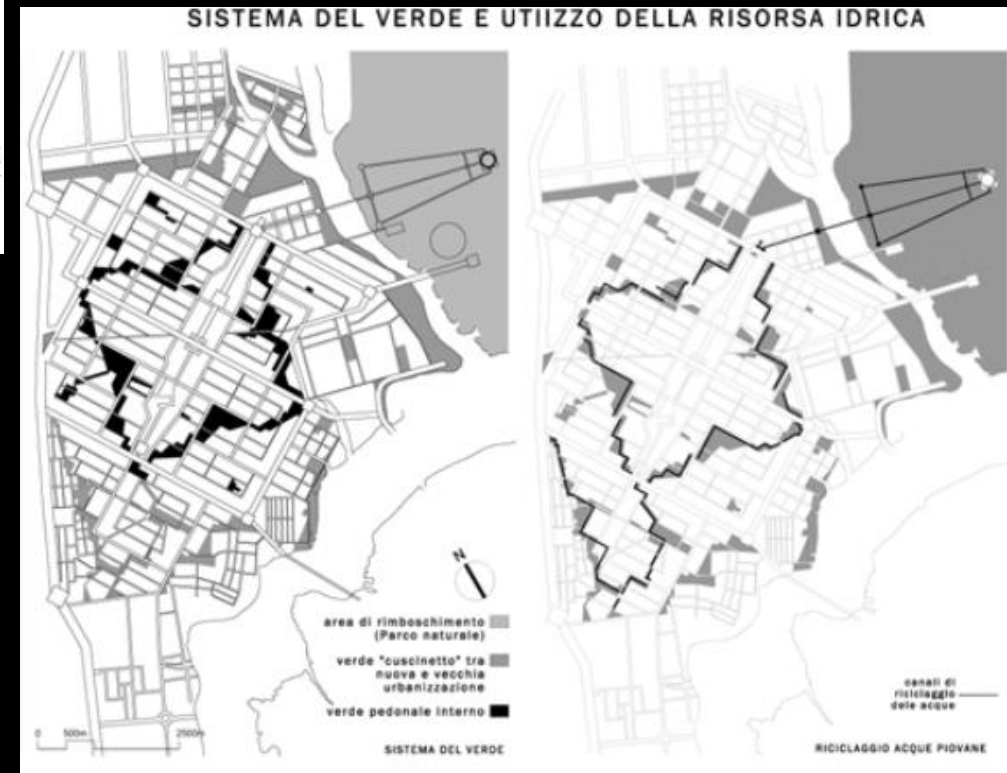 SISTEMA DEL VERDE E UTIIZZO DELLA RISORSA IDRICA
N
area di rimboschimento
(Parco naturale)
verde "cuscinetto" tra
nuova e vecchia
urbanizzazione
verde pedonale interno
0 500m 2500m
SISTEMA DEL VERDE
canali di
riciclaggio
dele acque
RICICLAGGIO ACQUE PIOVANE